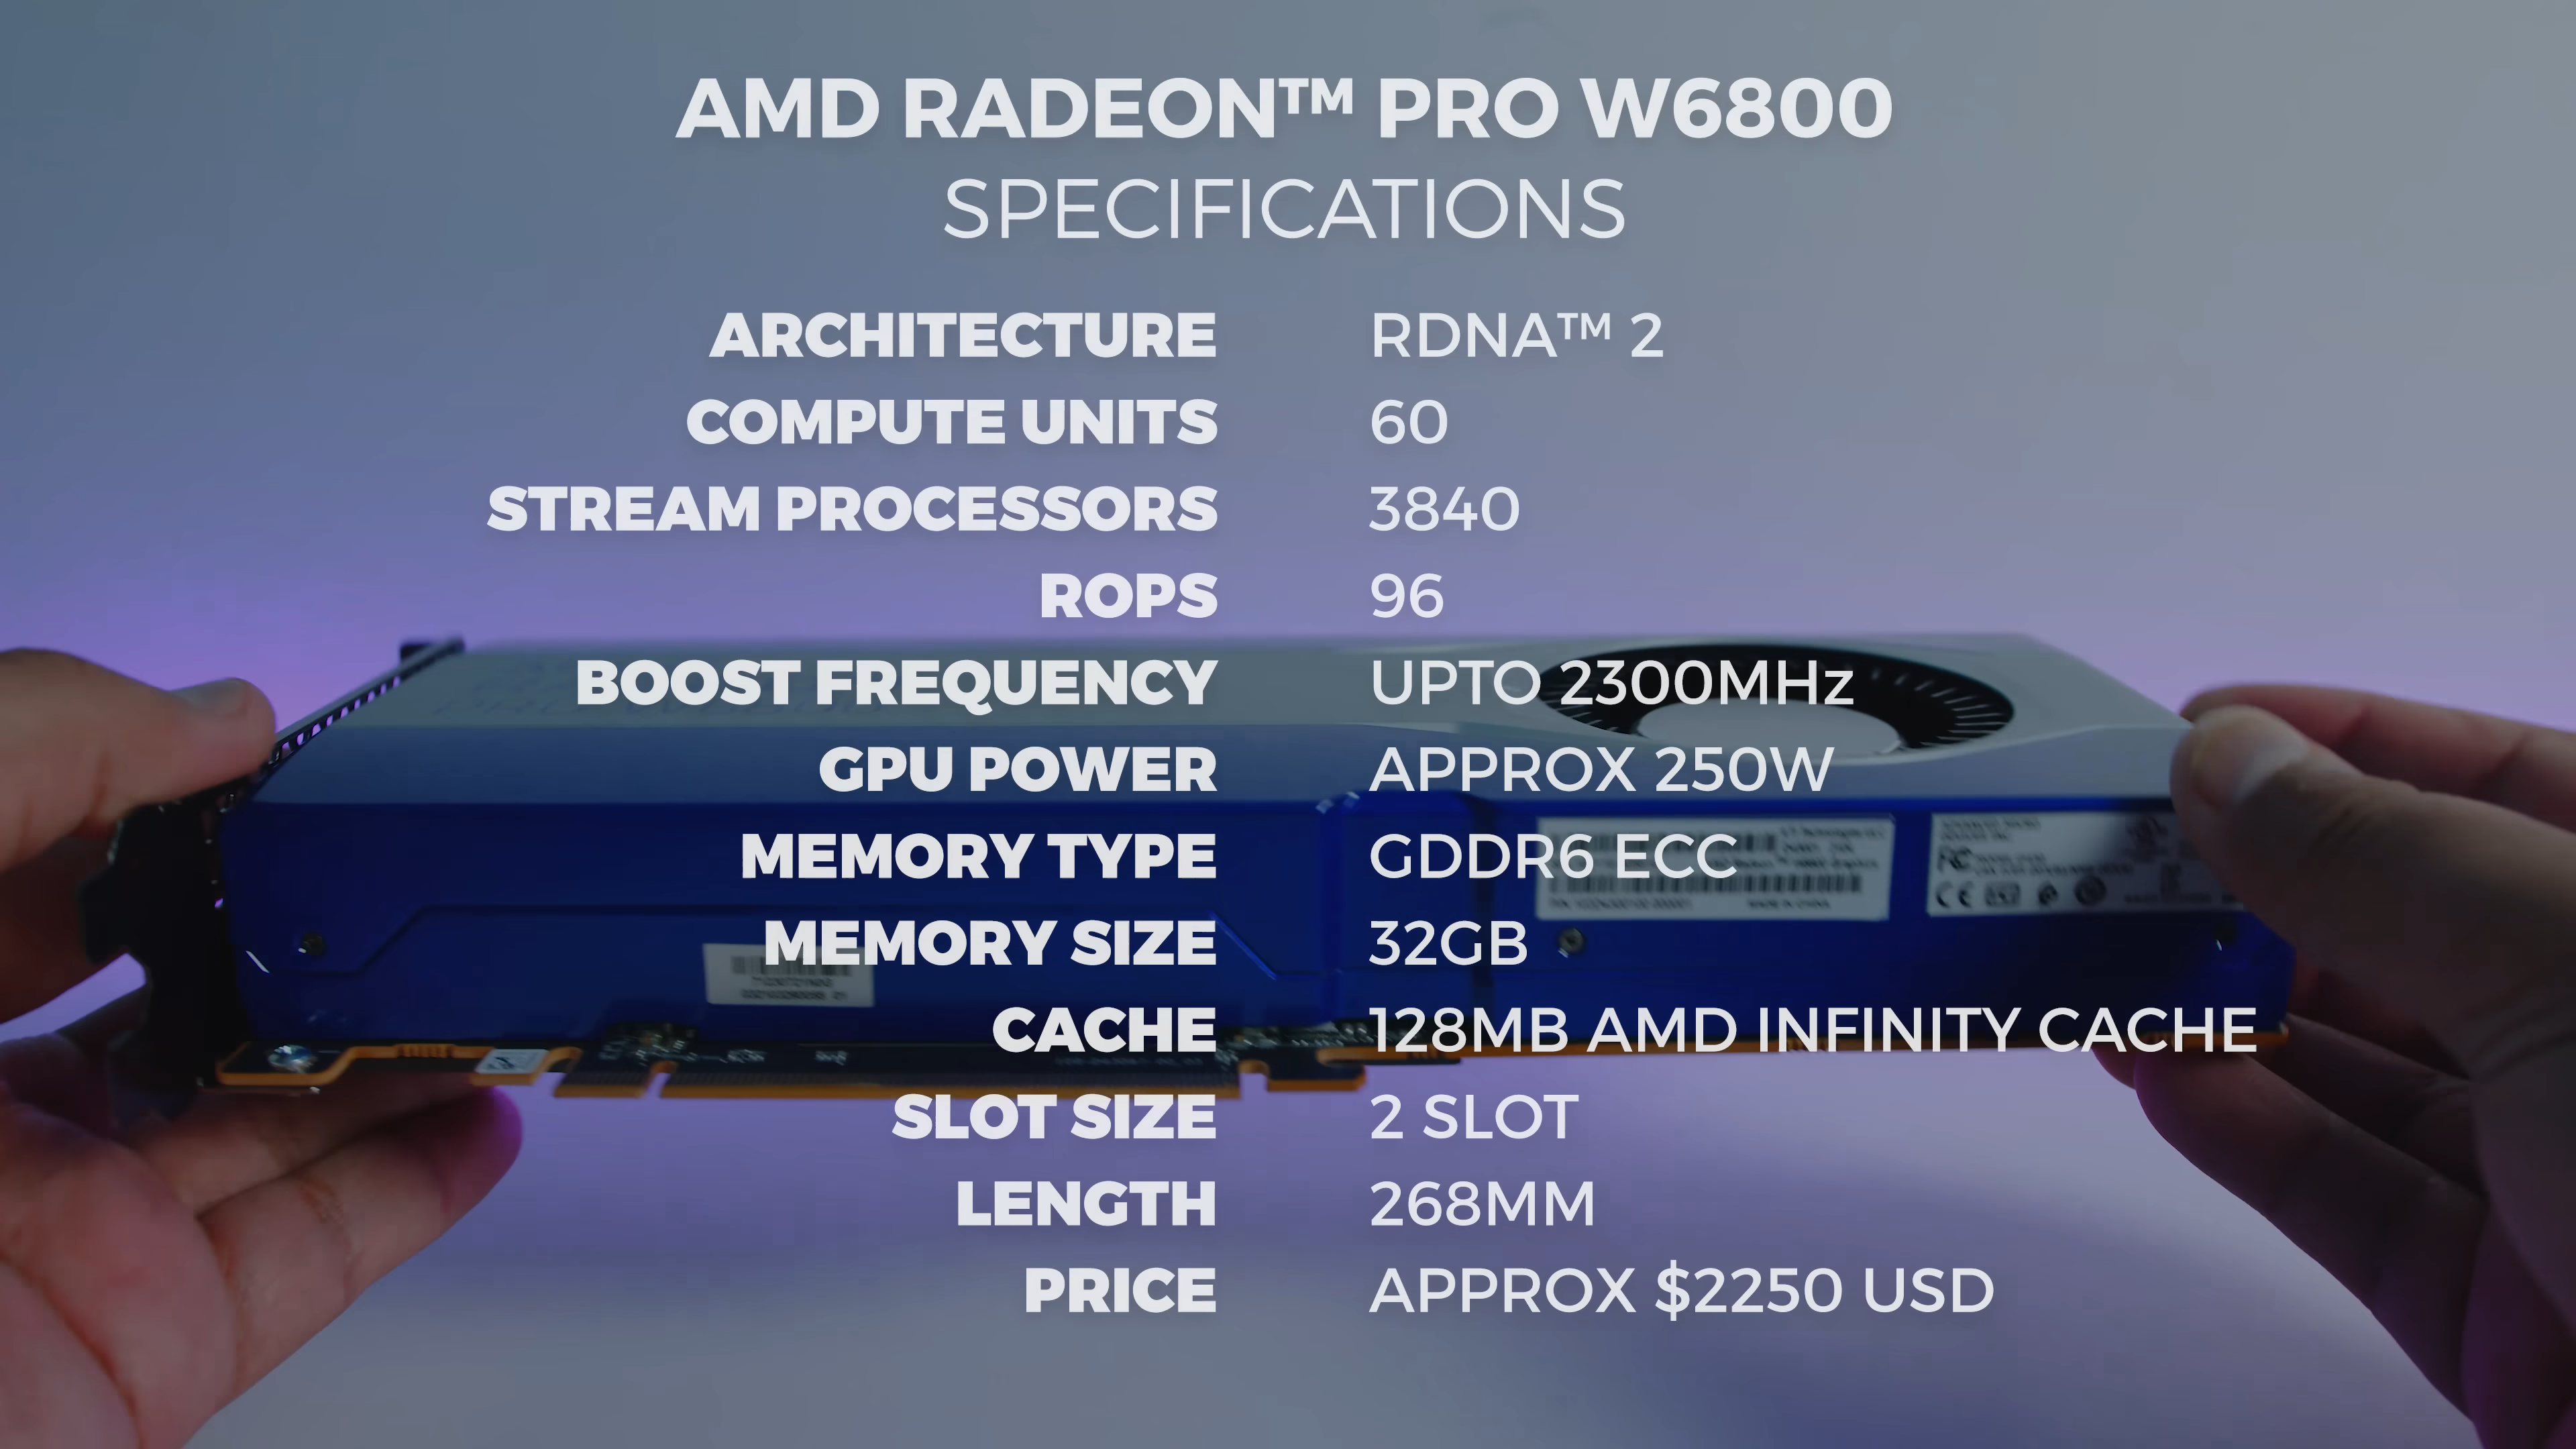 AMD RADEON™ PRO W6800
SPECIFICATIONS
ARCHITECTURE RDNA™ 2
COMPUTE UNITS 60
STREAM PROCESSORS 3840
ROPS 96
BOOST FREQUENCY UPTO 2300MHz
GPU POWER APPROX 250W
MEMORY TYPE GDDR6 ECC
MEMORY SIZE 32GB
CACHE 128MB AMD INFINITY CACHE
SLOT SIZE 2 SLOT
LENGTH 268MM
PRICE APPROX $2250 USD